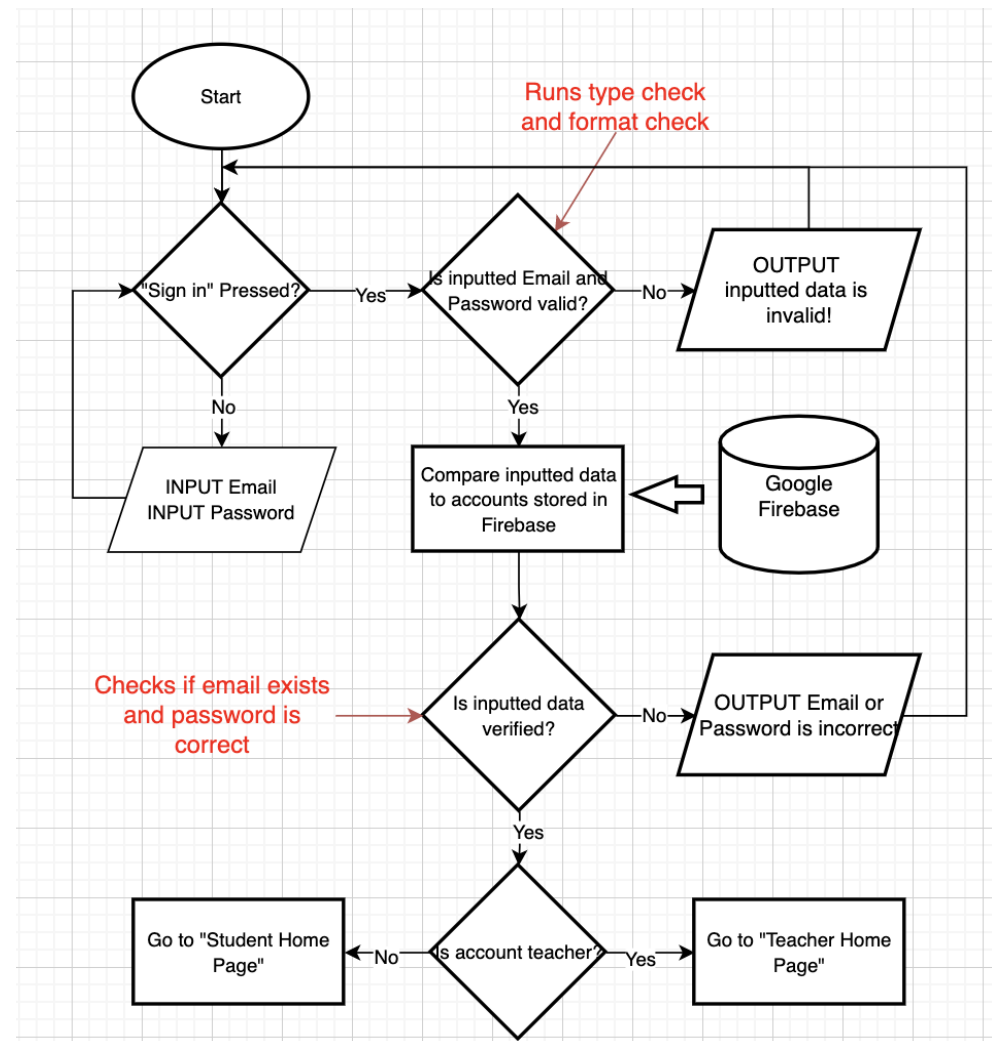 Start
Runs type check
and format check
"Sign in" Pressed?
Yes
Is inputted Email and
Password valid?
No
OUTPUT
inputted data is
invalid!
No
Yes
INPUT Email
INPUT Password
Compare inputted data
to accounts stored in
Firebase
Google
Firebase
Checks if email exists
and password is
correct
Is inputted data
verified?
No
OUTPUT Email or
Password is incorrect
Yes
Go to "Student Home
Page"
No
Is account teacher?
Yes
Go to "Teacher Home
Page"